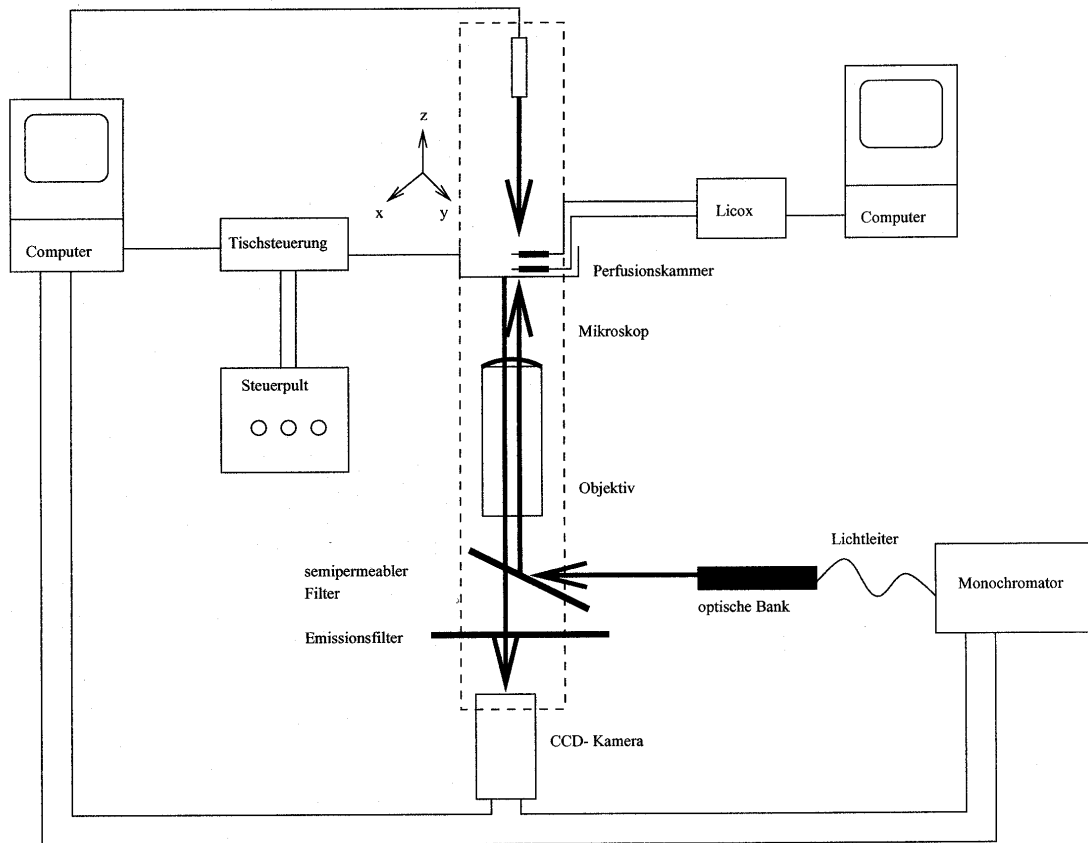 z
x
y
Computer
Tischsteuerung
Licox
Computer
Perfusionskammer
Mikroskop
Steuerpult
Objektiv
Lichtleiter
semipermeabler
Filter
optische Bank
Monochromator
Emissionsfilter
CCD- Kamera